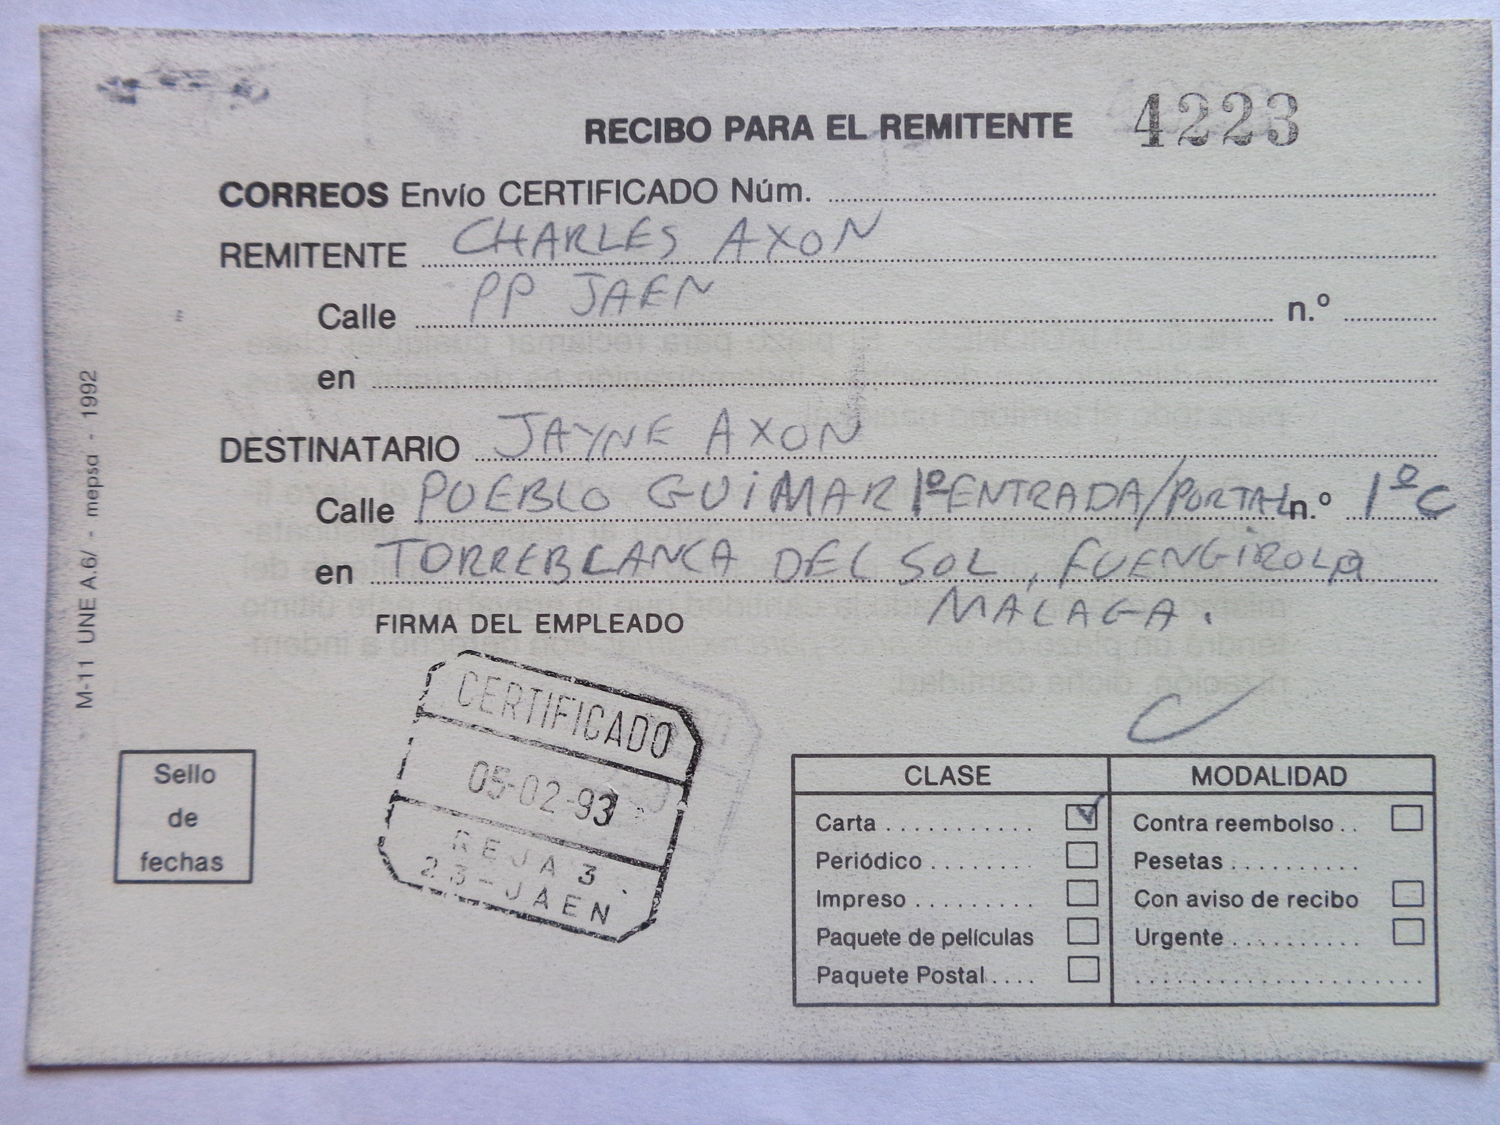 RECIBO PARA EL REMITENTE 4223
CORREOS Envío CERTIFICADO Núm.
REMITENTE CHARLES AXON
Calle PP JAEN n.º
en
DESTINATARIO JAYNE AXON
Calle PUEBLO GUIMAR 1º ENTRADA/PORTAL n.º 1º C
en TORREBLANCA DEL SOL, FUENGIROLA
MALAGA.
FIRMA DEL EMPLEADO
M-11 UNE A.6/ - mepsa - 1992
CERTIFICADO
05-02-93
REJA 3.
23-JAEN
Sello
de
fechas
CLASE MODALIDAD
Carta . . . . . . . . . . . Contra reembolso . .
Periódico . . . . . . . . Pesetas . . . . . . . . . .
Impreso . . . . . . . . . Con aviso de recibo
Paquete de películas Urgente . . . . . . . . . .
Paquete Postal . . . .